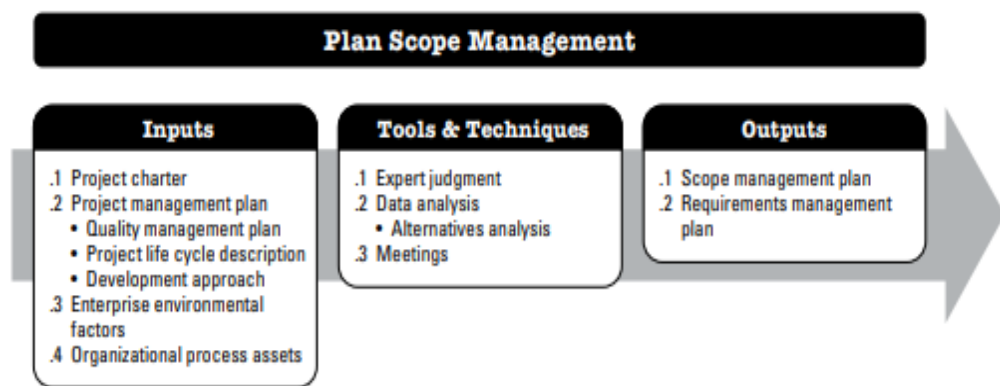 Plan Scope Management
Inputs
.1 Project charter
.2 Project management plan
• Quality management plan
• Project life cycle description
• Development approach
.3 Enterprise environmental
factors
.4 Organizational process assets
Tools & Techniques
.1 Expert judgment
.2 Data analysis
• Alternatives analysis
.3 Meetings
Outputs
.1 Scope management plan
.2 Requirements management
plan